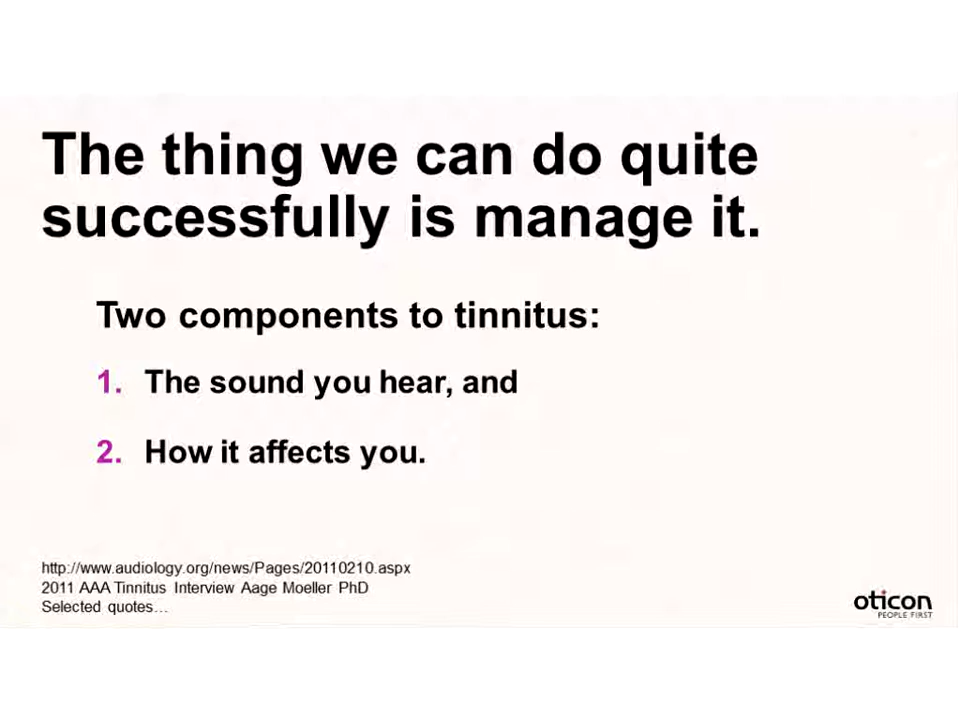 The thing we can do quite
successfully is manage it.
Two components to tinnitus:
1. The sound you hear, and
2. How it affects you.
http://www.audiology.org/news/Pages/20110210.aspx
2011 AAA Tinnitus Interview Aage Moeller PhD
Selected quotes…
oticon
PEOPLE FIRST